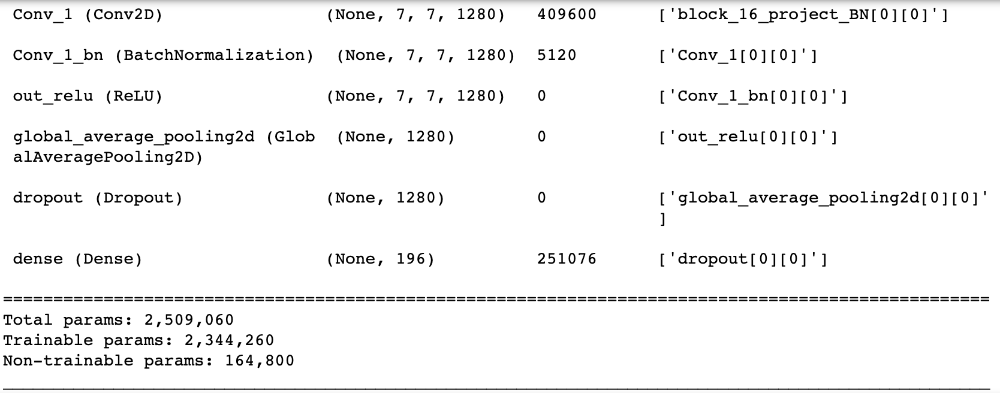 Conv_1 (Conv2D) (None, 7, 7, 1280) 409600 ['block_16_project_BN[0][0]']
Conv_1_bn (BatchNormalization) (None, 7, 7, 1280) 5120 ['Conv_1[0][0]']
out_relu (ReLU) (None, 7, 7, 1280) 0 ['Conv_1_bn[0][0]']
global_average_pooling2d (Glob (None, 1280) 0 ['out_relu[0][0]']
alAveragePooling2D)
dropout (Dropout) (None, 1280) 0 ['global_average_pooling2d[0][0]'
]
dense (Dense) (None, 196) 251076 ['dropout[0][0]']
==================================================================================================
Total params: 2,509,060
Trainable params: 2,344,260
Non-trainable params: 164,800
__________________________________________________________________________________________________